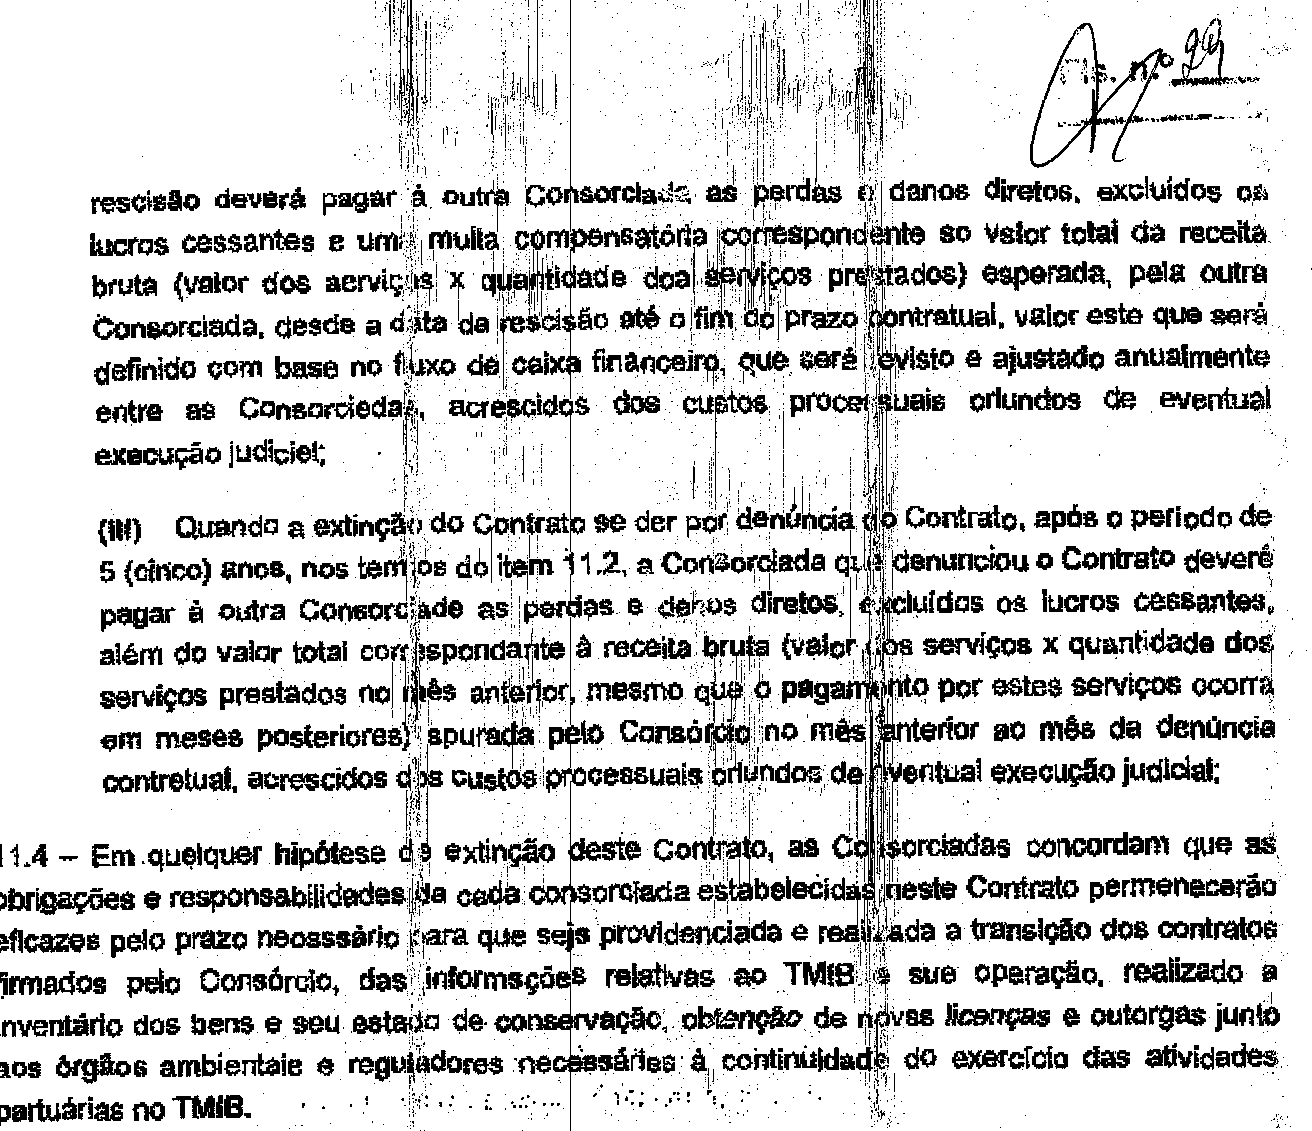 Fls. n.º 29
rescisão deverá pagar à outra Consorciada as perdas e danos diretos, excluídos os
lucros cessantes e uma multa compensatória correspondente ao valor total da receita
bruta (valor dos serviços x quantidade dos serviços prestados) esperada, pela outra
Consorciada, desde a data da rescisão até o fim do prazo contratual, valor este que será
definido com base no fluxo de caixa financeiro, que será revisto e ajustado anualmente
entre as Consorciadas, acrescidos dos custos processuais oriundos de eventual
execução judicial;
(iii) Quando a extinção do Contrato se der por denúncia do Contrato, após o período de
5 (cinco) anos, nos termos do item 11.2, a Consorciada que denunciou o Contrato deverá
pagar à outra Consorciada as perdas e danos diretos, excluídos os lucros cessantes,
além do valor total correspondente à receita bruta (valor dos serviços x quantidade dos
serviços prestados no mês anterior, mesmo que o pagamento por estes serviços ocorra
em meses posteriores) apurada pelo Consórcio no mês anterior ao mês da denúncia
contratual, acrescidos dos custos processuais oriundos de eventual execução judicial;
11.4 – Em qualquer hipótese de extinção deste Contrato, as Consorciadas concordam que as
obrigações e responsabilidades da cada consorciada estabelecidas neste Contrato permanecerão
eficazes pelo prazo necessário para que seja providenciada e realizada a transição dos contratos
firmados pelo Consórcio, das informações relativas ao TMIB e sue operação, realizado a
inventário dos bens e seu estado de conservação, obtenção de novas licenças e outorgas junto
aos órgãos ambientais e reguladores necessárias à continuidade do exercício das atividades
portuárias no TMIB.